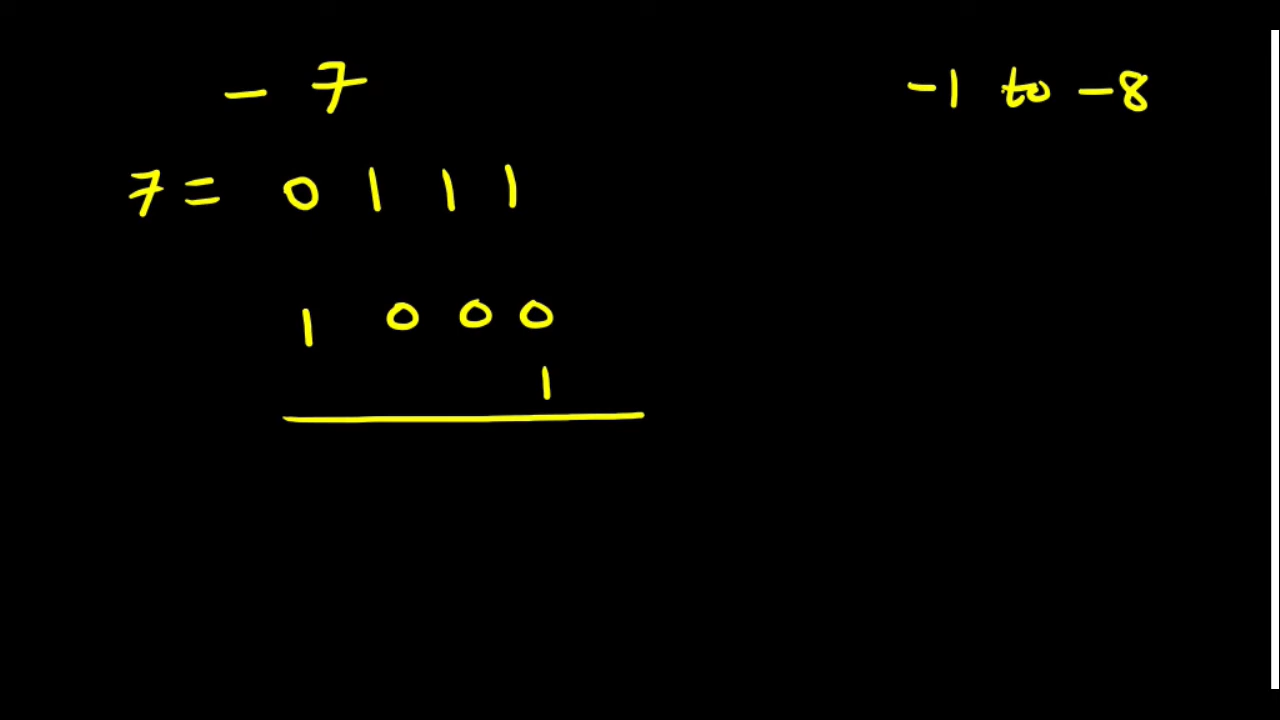 - 7
-1 to -8
7 = 0 1 1 1
1 0 0 0
1